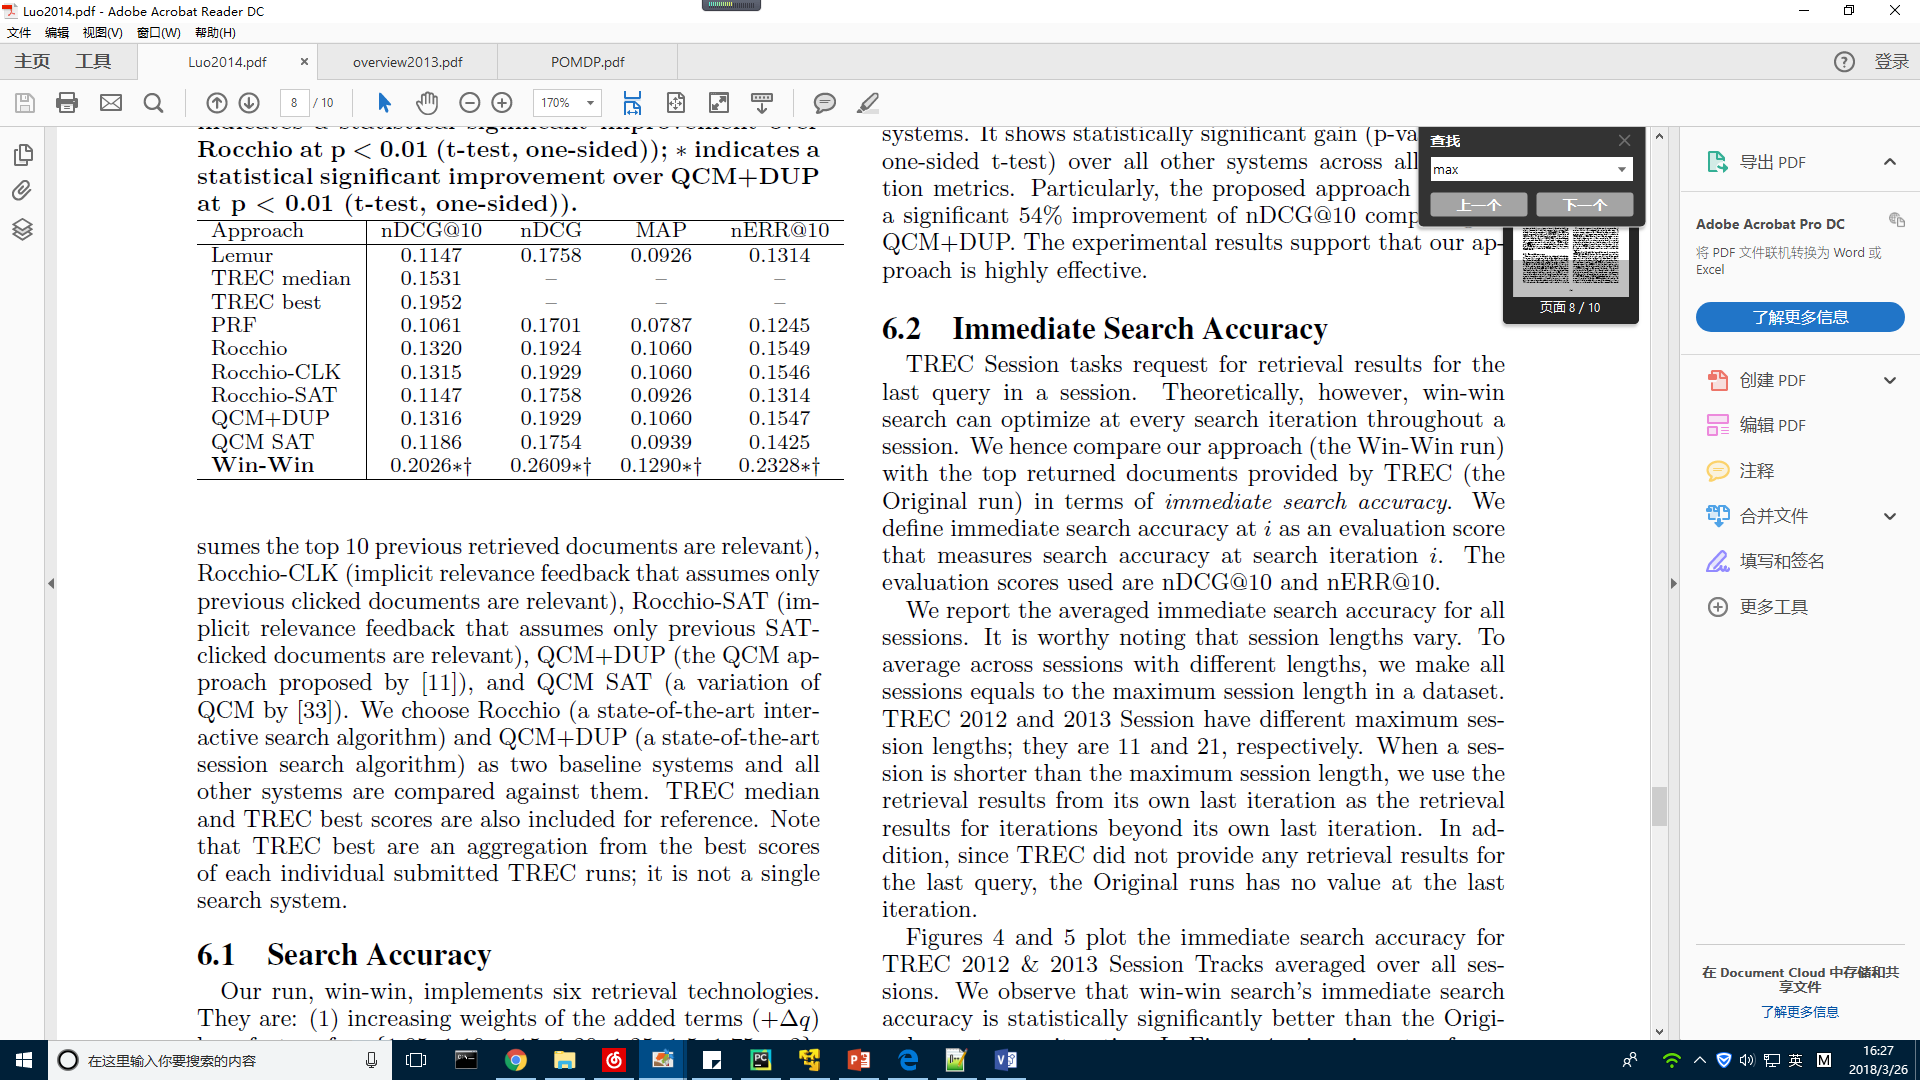 Luo2014.pdf - Adobe Acrobat Reader DC
文件 编辑 视图(V) 窗口(W) 帮助(H)
主页 工具 Luo2014.pdf × overview2013.pdf POMDP.pdf 登录
8 / 10 170%
Rocchio at p < 0.01 (t-test, one-sided)); ∗ indicates a
statistical significant improvement over QCM+DUP
at p < 0.01 (t-test, one-sided)).
Approach nDCG@10 nDCG MAP nERR@10
Lemur 0.1147 0.1758 0.0926 0.1314
TREC median 0.1531 – – –
TREC best 0.1952 – – –
PRF 0.1061 0.1701 0.0787 0.1245
Rocchio 0.1320 0.1924 0.1060 0.1549
Rocchio-CLK 0.1315 0.1929 0.1060 0.1546
Rocchio-SAT 0.1147 0.1758 0.0926 0.1314
QCM+DUP 0.1316 0.1929 0.1060 0.1547
QCM SAT 0.1186 0.1754 0.0939 0.1425
Win-Win 0.2026∗† 0.2609∗† 0.1290∗† 0.2328∗†
sumes the top 10 previous retrieved documents are relevant),
Rocchio-CLK (implicit relevance feedback that assumes only
previous clicked documents are relevant), Rocchio-SAT (im-
plicit relevance feedback that assumes only previous SAT-
clicked documents are relevant), QCM+DUP (the QCM ap-
proach proposed by [11]), and QCM SAT (a variation of
QCM by [33]). We choose Rocchio (a state-of-the-art inter-
active search algorithm) and QCM+DUP (a state-of-the-art
session search algorithm) as two baseline systems and all
other systems are compared against them. TREC median
and TREC best scores are also included for reference. Note
that TREC best are an aggregation from the best scores
of each individual submitted TREC runs; it is not a single
search system.
6.1 Search Accuracy
Our run, win-win, implements six retrieval technologies.
They are: (1) increasing weights of the added terms (+Δq)
systems. It shows statistically significant gain (p-va
one-sided t-test) over all other systems across all
tion metrics. Particularly, the proposed approach
a significant 54% improvement of nDCG@10 comp
QCM+DUP. The experimental results support that our ap-
proach is highly effective.
6.2 Immediate Search Accuracy
TREC Session tasks request for retrieval results for the
last query in a session. Theoretically, however, win-win
search can optimize at every search iteration throughout a
session. We hence compare our approach (the Win-Win run)
with the top returned documents provided by TREC (the
Original run) in terms of immediate search accuracy. We
define immediate search accuracy at i as an evaluation score
that measures search accuracy at search iteration i. The
evaluation scores used are nDCG@10 and nERR@10.
We report the averaged immediate search accuracy for all
sessions. It is worthy noting that session lengths vary. To
average across sessions with different lengths, we make all
sessions equals to the maximum session length in a dataset.
TREC 2012 and 2013 Session have different maximum ses-
sion lengths; they are 11 and 21, respectively. When a ses-
sion is shorter than the maximum session length, we use the
retrieval results from its own last iteration as the retrieval
results for iterations beyond its own last iteration. In ad-
dition, since TREC did not provide any retrieval results for
the last query, the Original runs has no value at the last
iteration.
Figures 4 and 5 plot the immediate search accuracy for
TREC 2012 & 2013 Session Tracks averaged over all ses-
sions. We observe that win-win search's immediate search
accuracy is statistically significantly better than the Origi-
查找
max
上一个 下一个
页面 8 / 10
导出 PDF
Adobe Acrobat Pro DC
将 PDF 文件联机转换为 Word 或
Excel
了解更多信息
创建 PDF
编辑 PDF
注释
合并文件
填写和签名
更多工具
在 Document Cloud 中存储和共
享文件
了解更多信息
在这里输入你要搜索的内容
英 M
16:27
2018/3/26